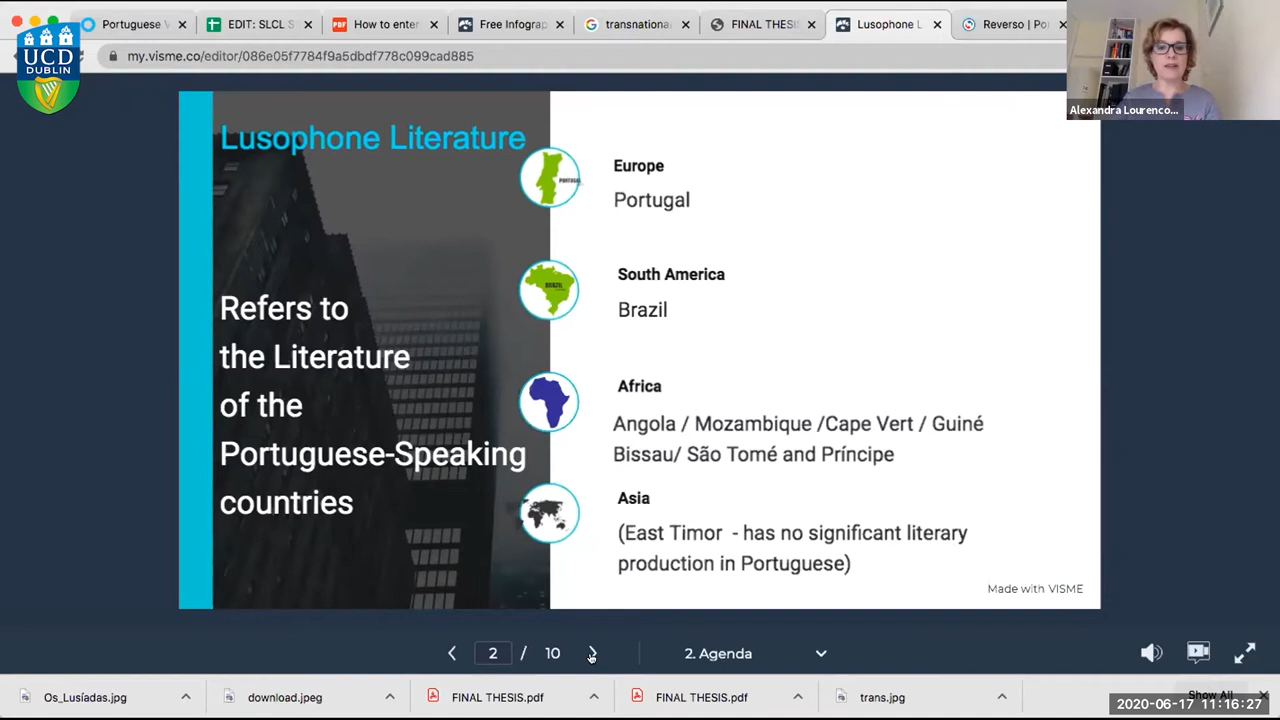 Portuguese V
EDIT: SLCL S
How to enter
Free Infograp
transnationa
FINAL THESIS
Lusophone L
Reverso | Po
my.visme.co/editor/086e05f7784f9a5dbdf778c099cad885
UCD
DUBLIN
Alexandra Lourenco...
Lusophone Literature
Refers to
the Literature
of the
Portuguese-Speaking
countries
PORTUGAL
Europe
Portugal
BRAZIL
South America
Brazil
Africa
Angola / Mozambique /Cape Vert / Guiné
Bissau/ São Tomé and Príncipe
Asia
(East Timor - has no significant literary
production in Portuguese)
Made with VISME
2 / 10
2. Agenda
Os_Lusíadas.jpg
download.jpeg
FINAL THESIS.pdf
FINAL THESIS.pdf
trans.jpg
Show All
2020-06-17 11:16:27